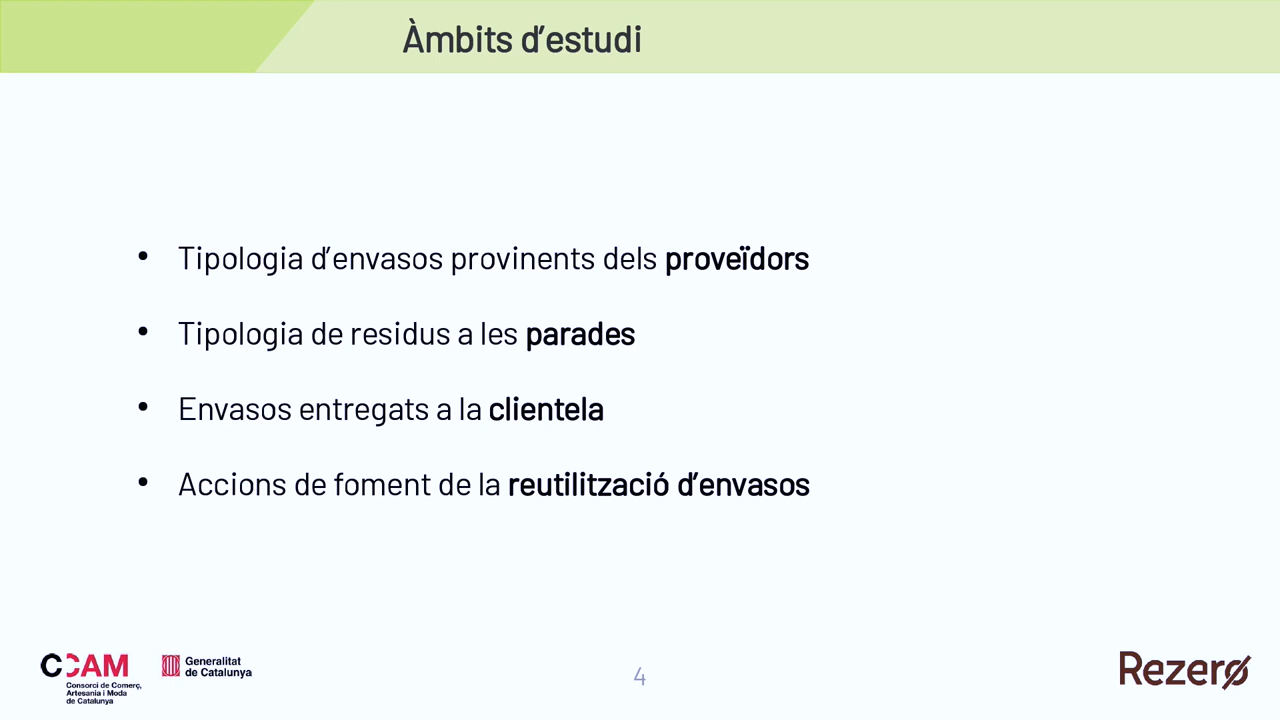 Àmbits d’estudi
• Tipologia d’envasos provinents dels proveïdors
• Tipologia de residus a les parades
• Envasos entregats a la clientela
• Accions de foment de la reutilització d’envasos
CCAM
Consorci de Comerç,
Artesania i Moda
de Catalunya
Generalitat
de Catalunya
4
Rezero